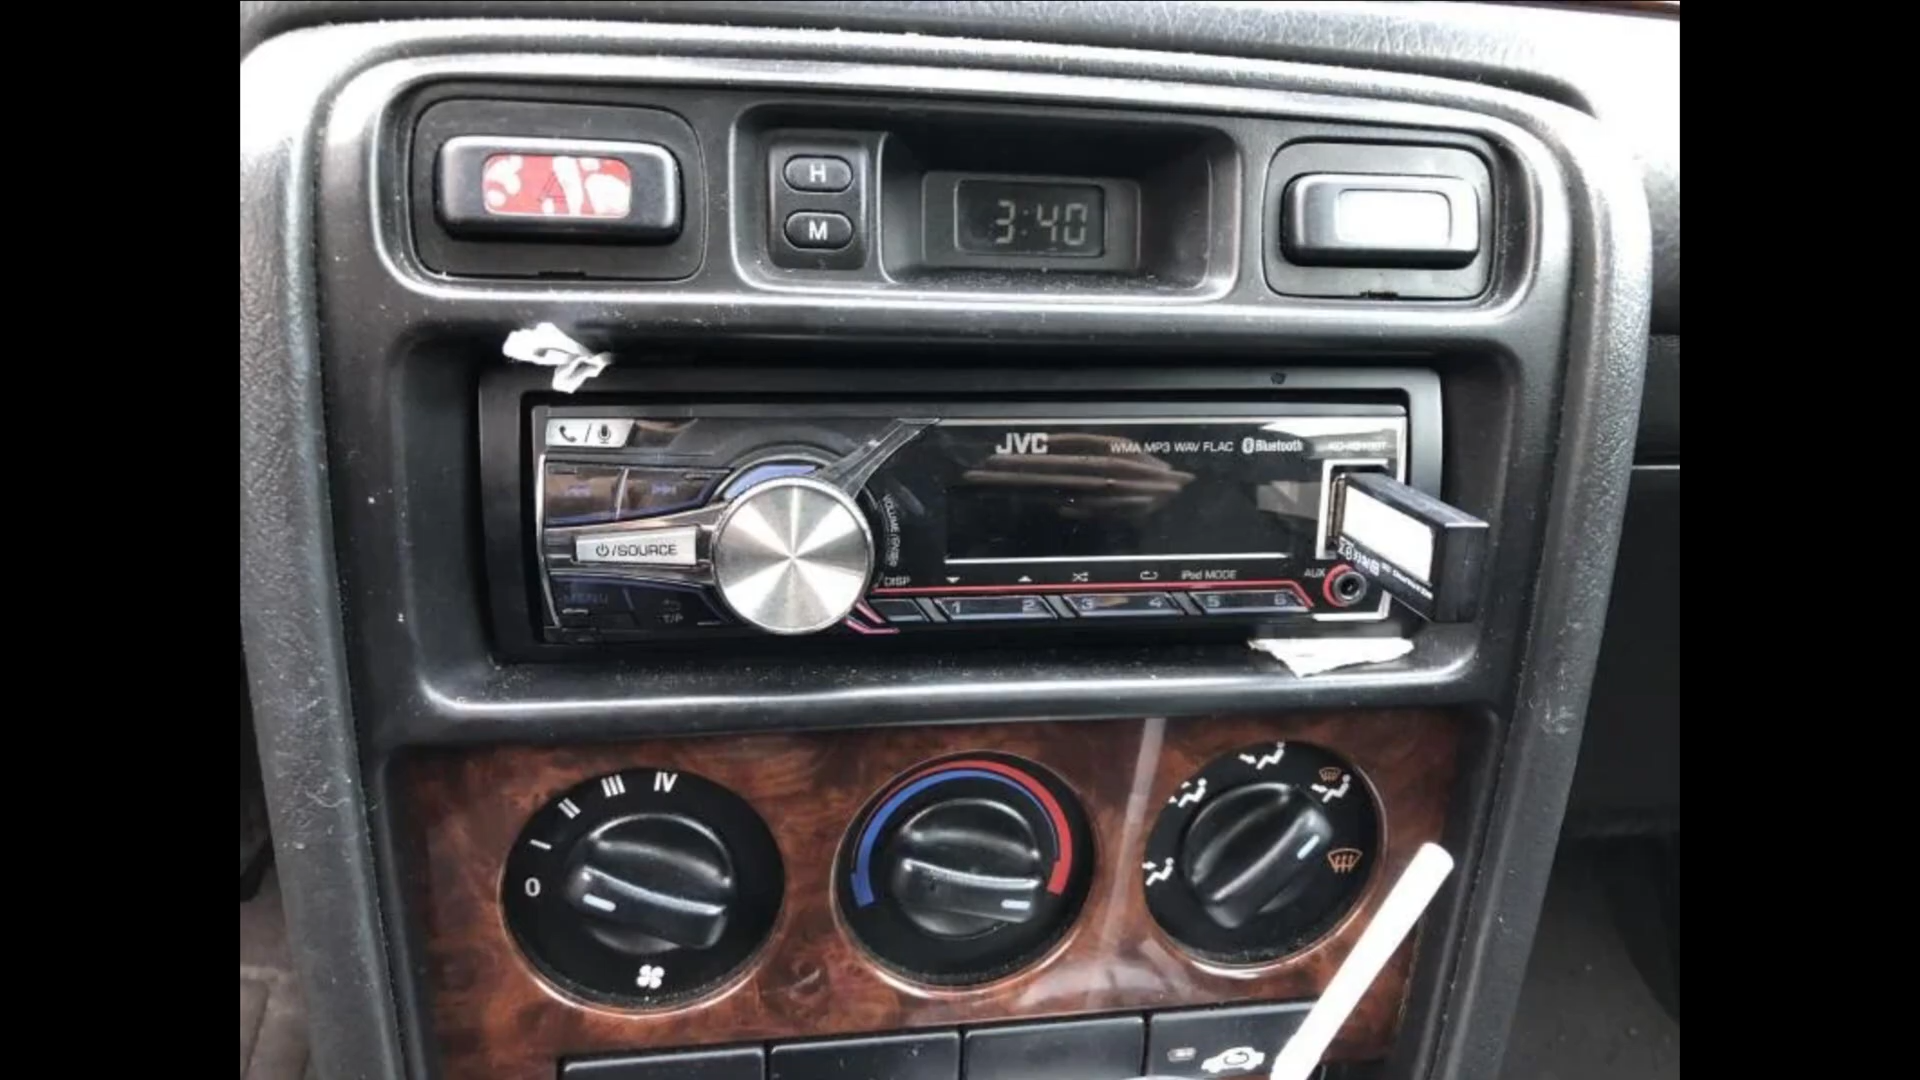 H
3:40
M
JVC
WMA MP3 WAV FLAC Bluetooth
VOLUME
⏻/SOURCE
DISP
iPod MODE
AUX
MENU
T/P
1 2 3 4 5 6
I II III IV
0